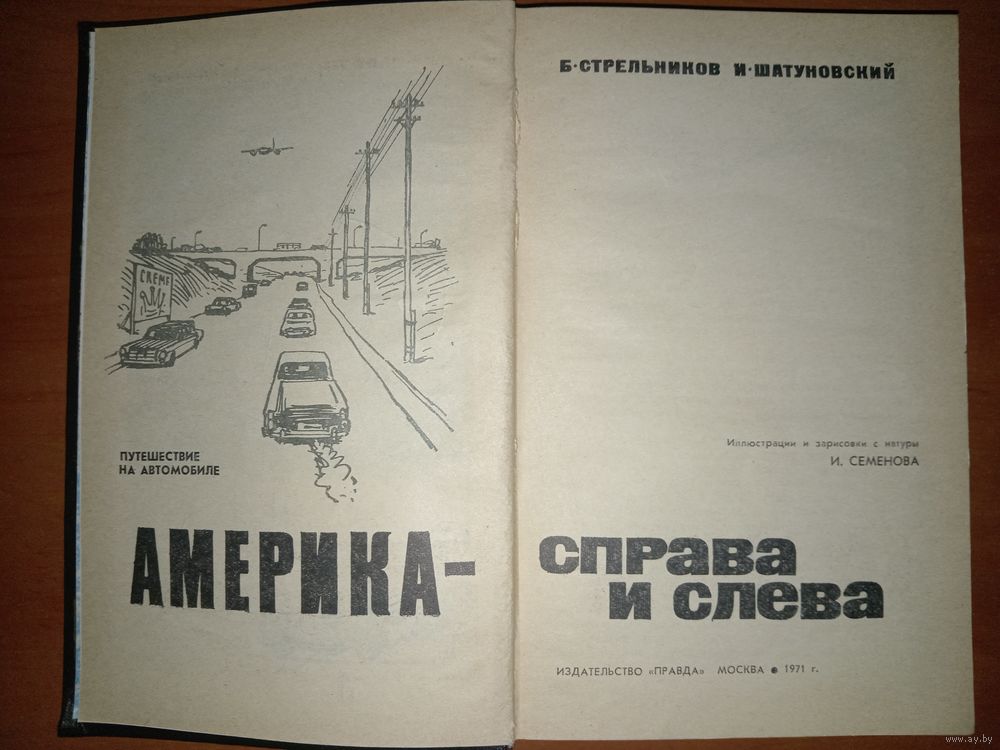 CREME
ПУТЕШЕСТВИЕ
НА АВТОМОБИЛЕ
АМЕРИКА-
Б·СТРЕЛЬНИКОВ И·ШАТУНОВСКИЙ
Иллюстрации и зарисовки с натуры
И. СЕМЕНОВА
СПРАВА
И СЛЕВА
ИЗДАТЕЛЬСТВО «ПРАВДА» МОСКВА ● 1971 г.
www.ay.by